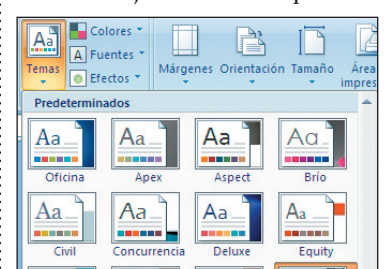 Aa
Colores
Fuentes
Efectos
Temas
Márgenes Orientación Tamaño Área
impres
Predeterminados
Aa Aa Aa Aa
Oficina Apex Aspect Brío
Aa Aa Aa Aa
Civil Concurrencia Deluxe Equity